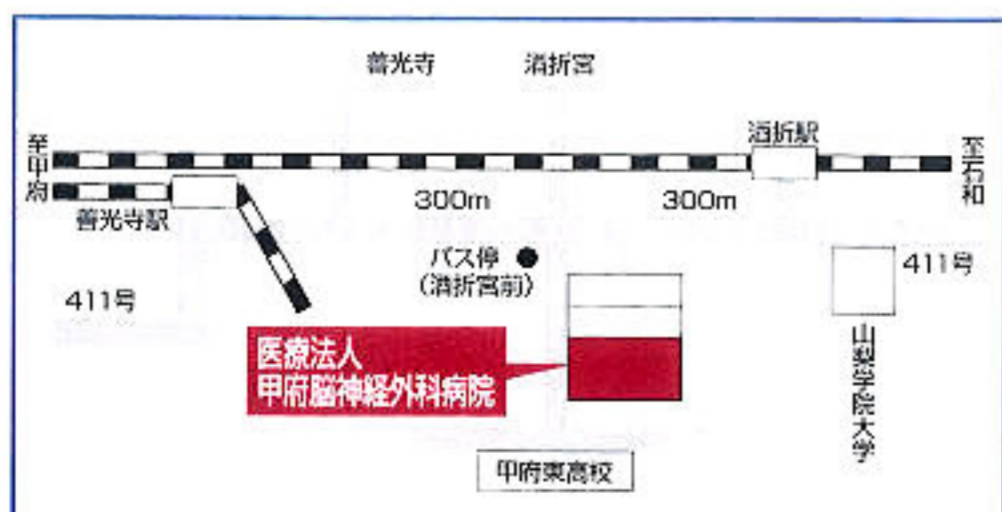 善光寺
酒折宮
酒折駅
至甲府
至石和
善光寺駅
300m
300m
バス停
(酒折宮前)
411号
411号
医療法人
甲府脳神経外科病院
山梨学院大学
甲府東高校